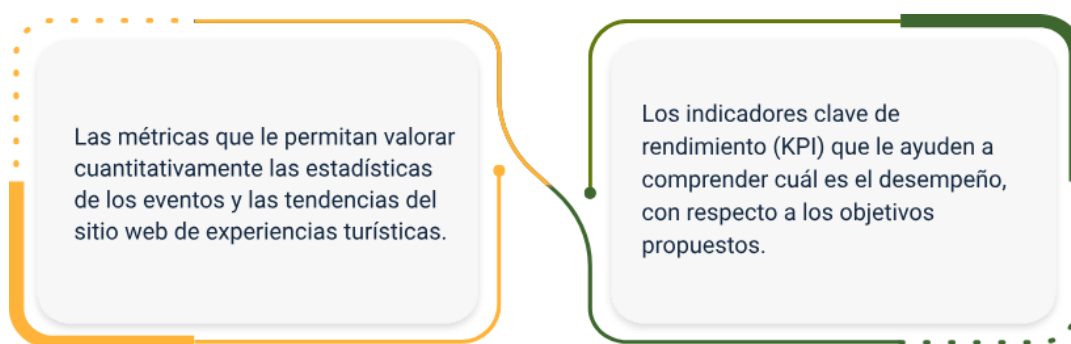 Las métricas que le permitan valorar
cuantitativamente las estadísticas
de los eventos y las tendencias del
sitio web de experiencias turísticas.
Los indicadores clave de
rendimiento (KPI) que le ayuden a
comprender cuál es el desempeño,
con respecto a los objetivos
propuestos.